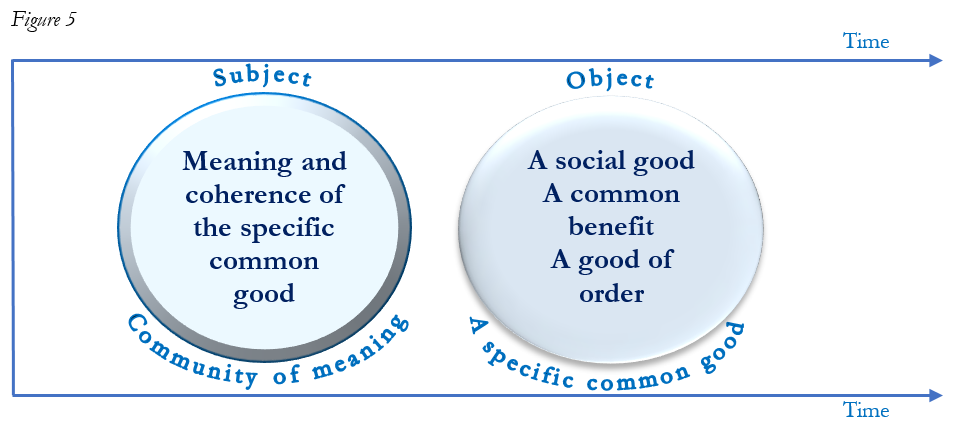 Figure 5
Time
Subject
Object
Meaning and
coherence of
the specific
common
good
A social good
A common
benefit
A good of
order
Community of meaning
A specific common good
Time